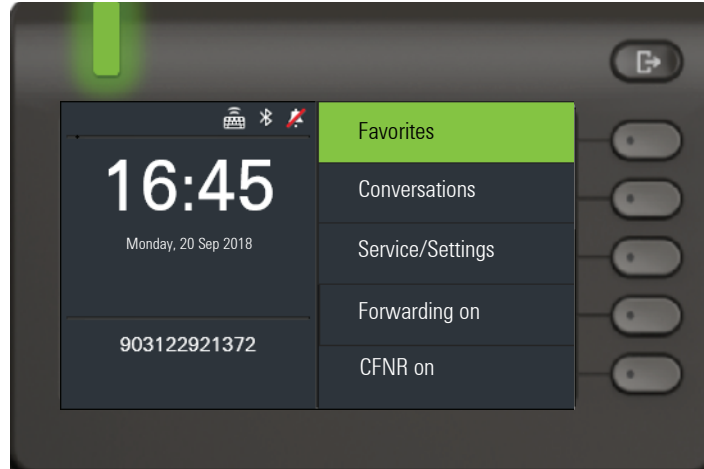 16:45
Monday, 20 Sep 2018
903122921372
Favorites
Conversations
Service/Settings
Forwarding on
CFNR on